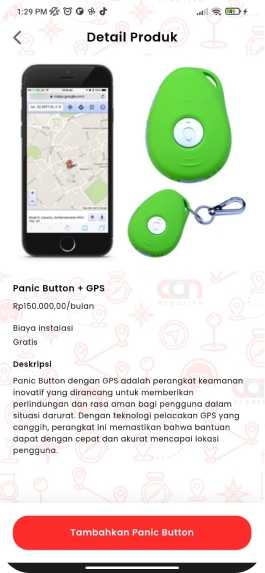 1:29 PM
Detail Produk
maps.google.com
Panic Button + GPS
Rp150.000,00/bulan
con
creative
Biaya instalasi
Gratis
Deskripsi
Panic Button dengan GPS adalah perangkat keamanan
inovatif yang dirancang untuk memberikan
perlindungan dan rasa aman bagi pengguna dalam
situasi darurat. Dengan teknologi pelacakan GPS yang
canggih, perangkat ini memastikan bahwa bantuan
dapat dengan cepat dan akurat mencapai lokasi
pengguna.
Tambahkan Panic Button